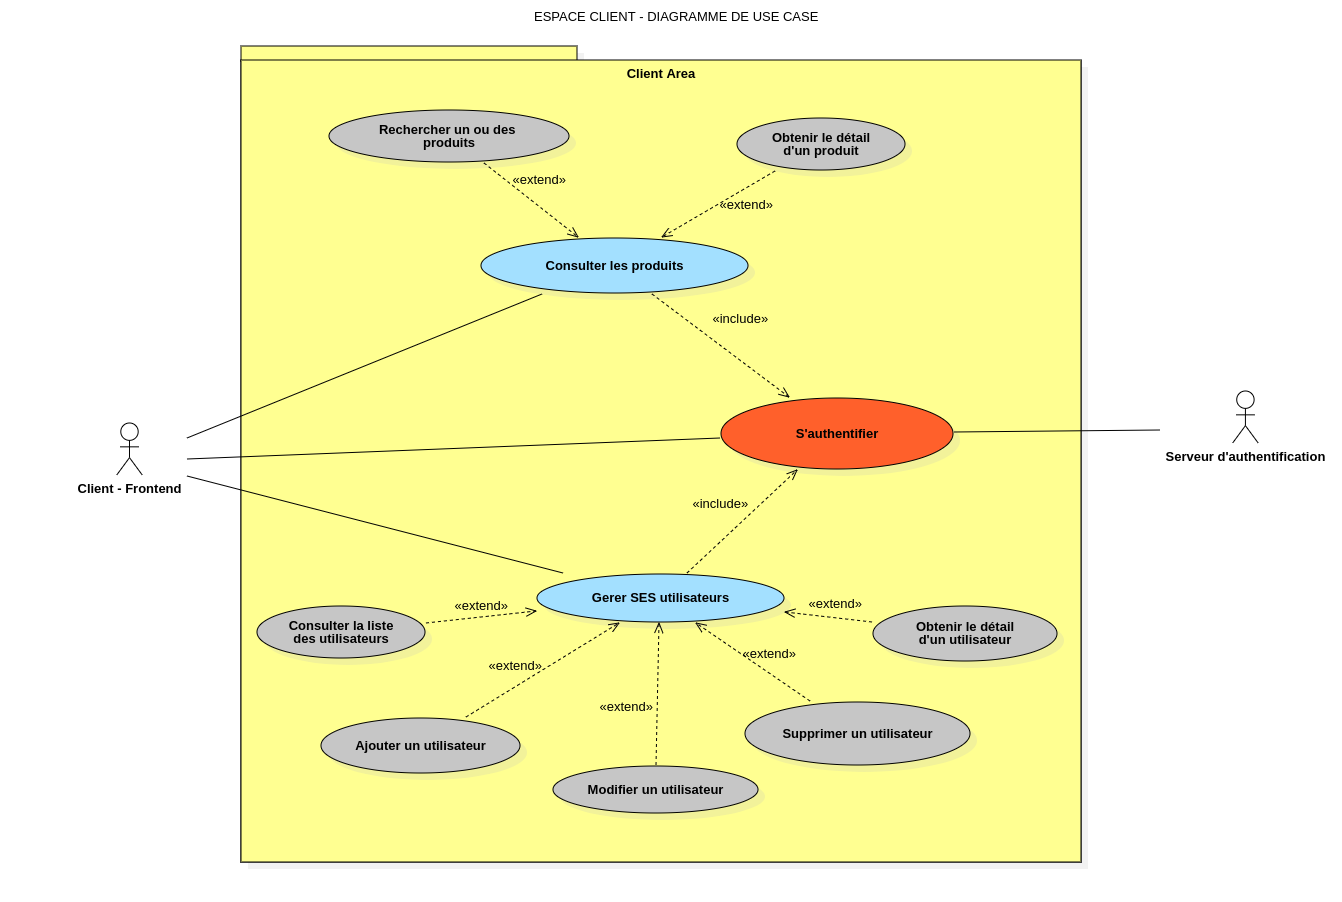 ESPACE CLIENT - DIAGRAMME DE USE CASE
Client Area
Rechercher un ou des
produits
Obtenir le détail
d'un produit
«extend»
«extend»
Consulter les produits
«include»
S'authentifier
Client - Frontend
Serveur d'authentification
«include»
Gerer SES utilisateurs
«extend»
«extend»
Consulter la liste
des utilisateurs
Obtenir le détail
d'un utilisateur
«extend»
«extend»
«extend»
Ajouter un utilisateur
Supprimer un utilisateur
Modifier un utilisateur